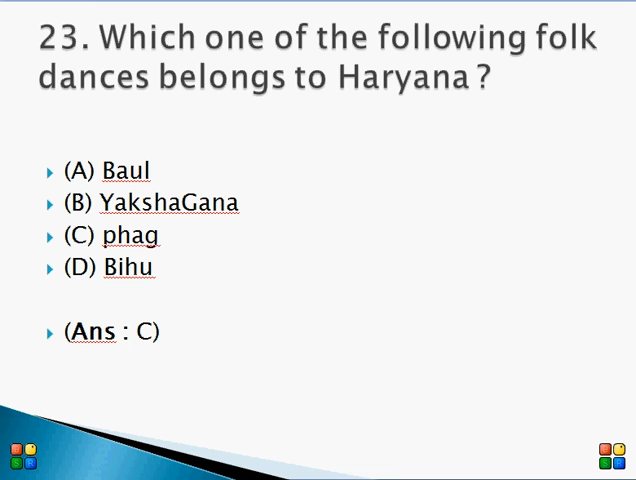 23. Which one of the following folk
dances belongs to Haryana ?
(A) Baul
(B) YakshaGana
(C) phag
(D) Bihu
(Ans : C)